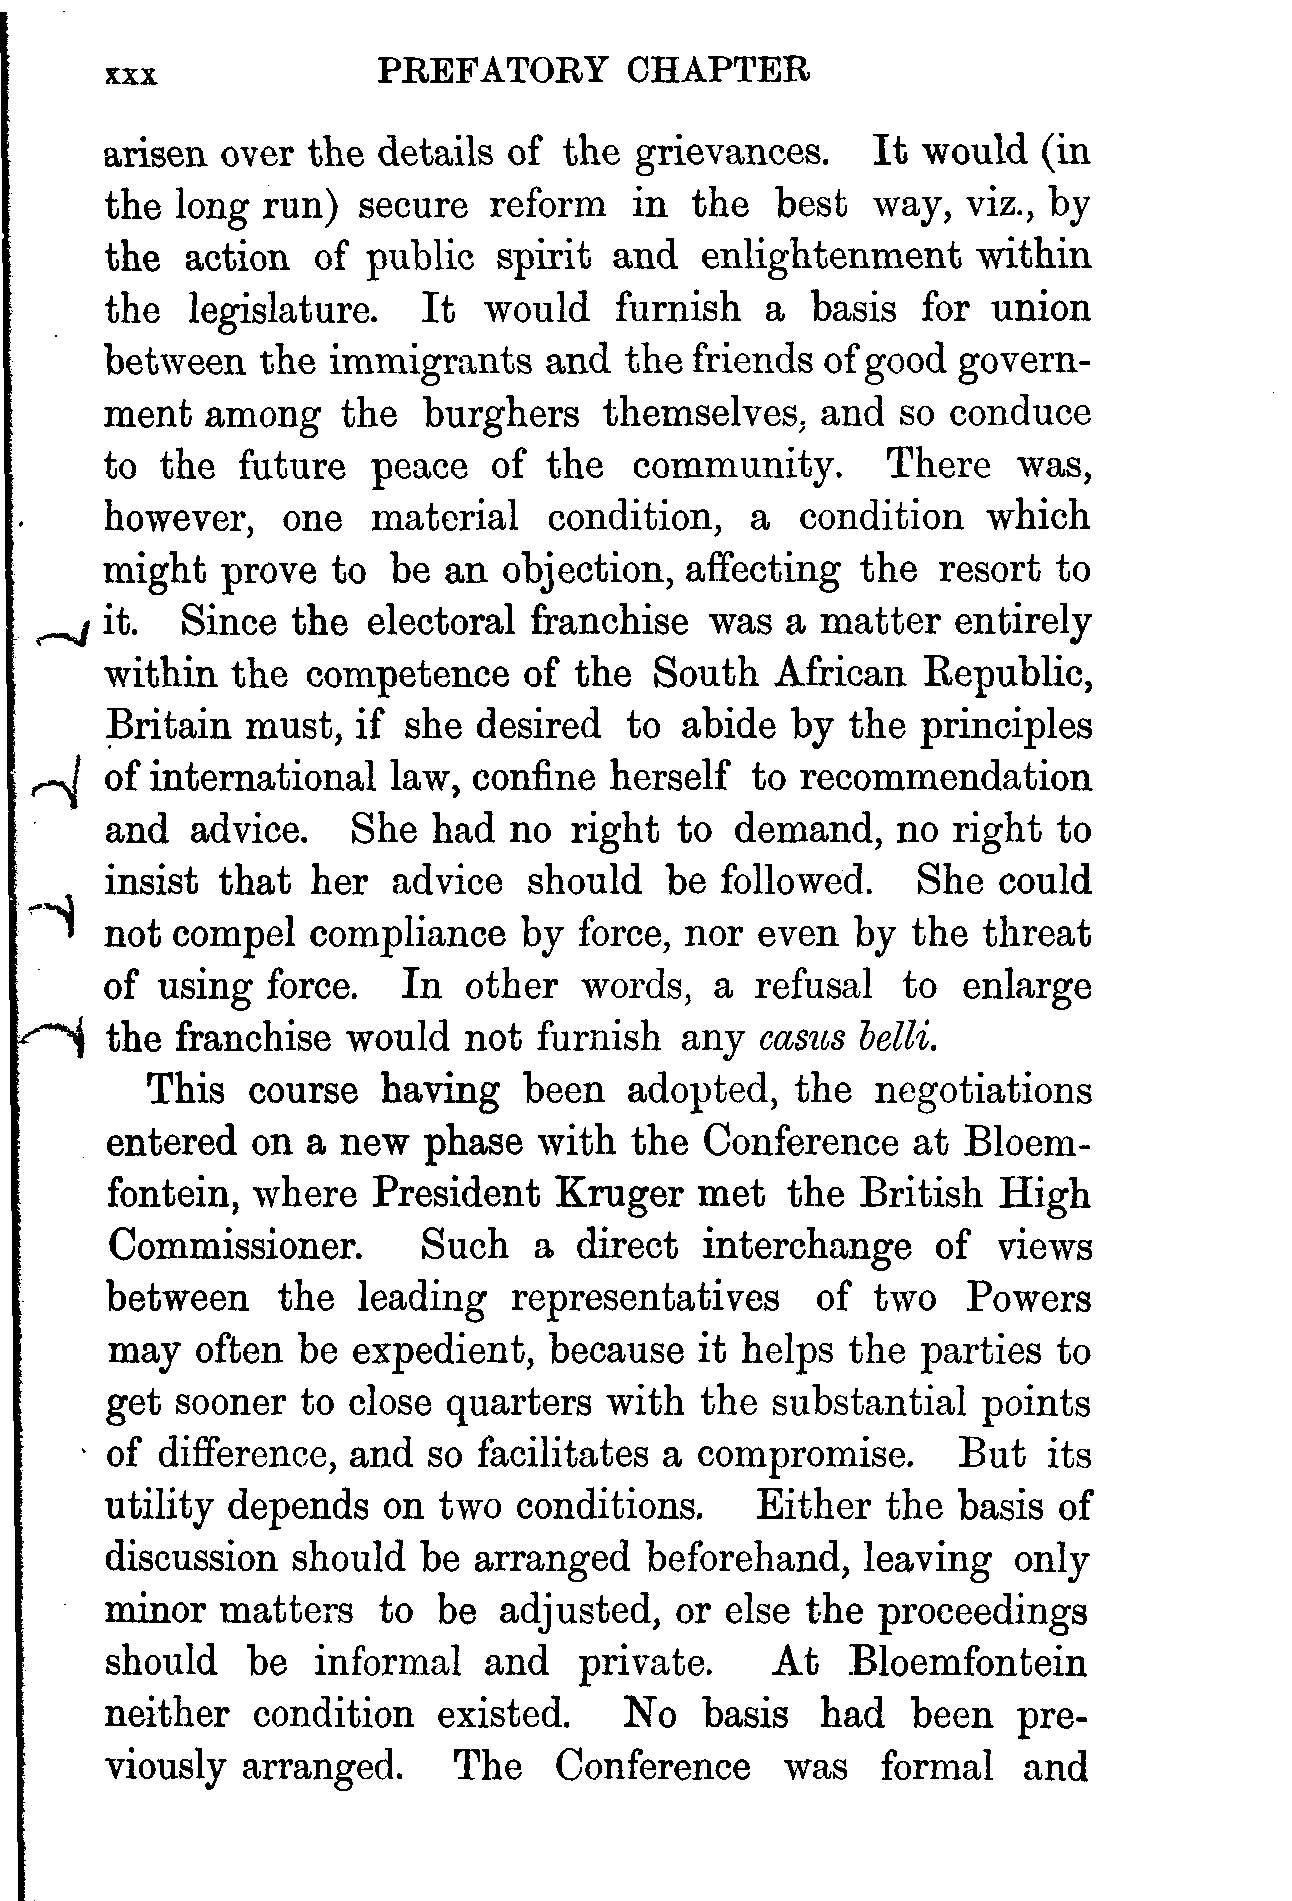 xxx PREFATORY CHAPTER
arisen over the details of the grievances. It would (in
the long run) secure reform in the best way, viz., by
the action of public spirit and enlightenment within
the legislature. It would furnish a basis for union
between the immigrants and the friends of good govern-
ment among the burghers themselves, and so conduce
to the future peace of the community. There was,
however, one material condition, a condition which
might prove to be an objection, affecting the resort to
it. Since the electoral franchise was a matter entirely
within the competence of the South African Republic,
Britain must, if she desired to abide by the principles
of international law, confine herself to recommendation
and advice. She had no right to demand, no right to
insist that her advice should be followed. She could
not compel compliance by force, nor even by the threat
of using force. In other words, a refusal to enlarge
the franchise would not furnish any casus belli.
This course having been adopted, the negotiations
entered on a new phase with the Conference at Bloem-
fontein, where President Kruger met the British High
Commissioner. Such a direct interchange of views
between the leading representatives of two Powers
may often be expedient, because it helps the parties to
get sooner to close quarters with the substantial points
of difference, and so facilitates a compromise. But its
utility depends on two conditions. Either the basis of
discussion should be arranged beforehand, leaving only
minor matters to be adjusted, or else the proceedings
should be informal and private. At Bloemfontein
neither condition existed. No basis had been pre-
viously arranged. The Conference was formal and